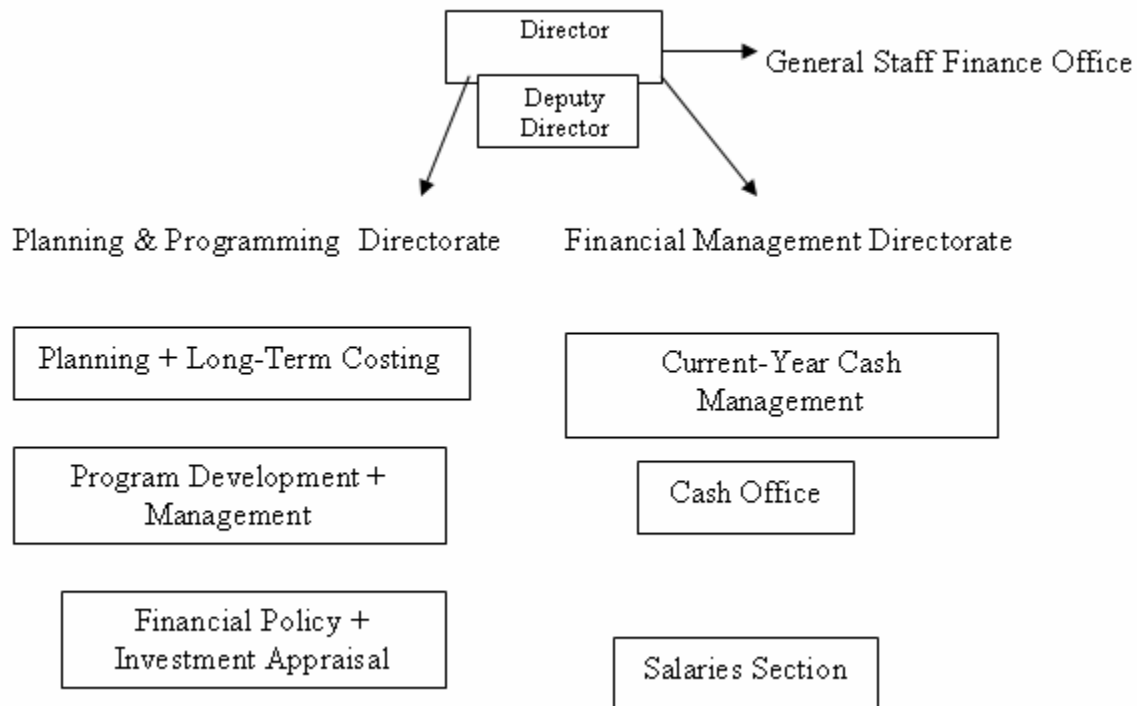 Director
General Staff Finance Office
Deputy
Director
Planning & Programming Directorate
Financial Management Directorate
Planning + Long-Term Costing
Program Development +
Management
Financial Policy +
Investment Appraisal
Current-Year Cash
Management
Cash Office
Salaries Section